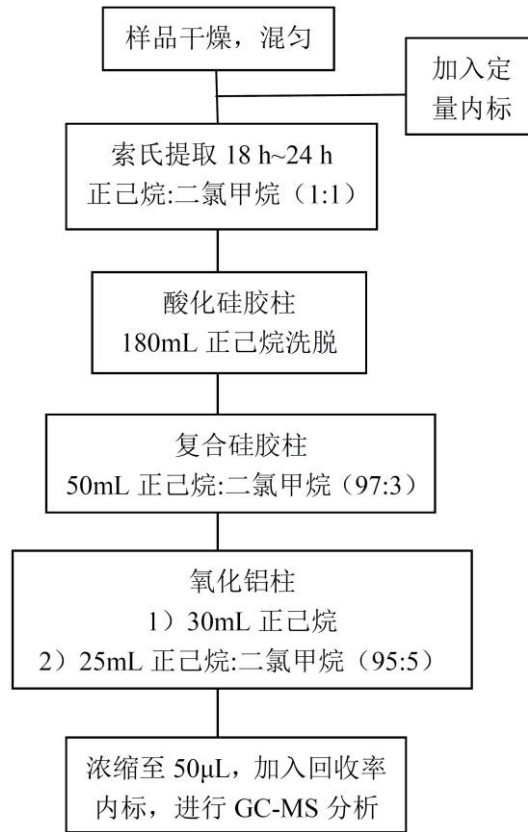 样品干燥，混匀
加入定
量内标
索氏提取 18 h~24 h
正己烷:二氯甲烷（1:1）
酸化硅胶柱
180mL 正己烷洗脱
复合硅胶柱
50mL 正己烷:二氯甲烷（97:3）
氧化铝柱
1）30mL 正己烷
2）25mL 正己烷:二氯甲烷（95:5）
浓缩至 50μL，加入回收率
内标，进行 GC-MS 分析